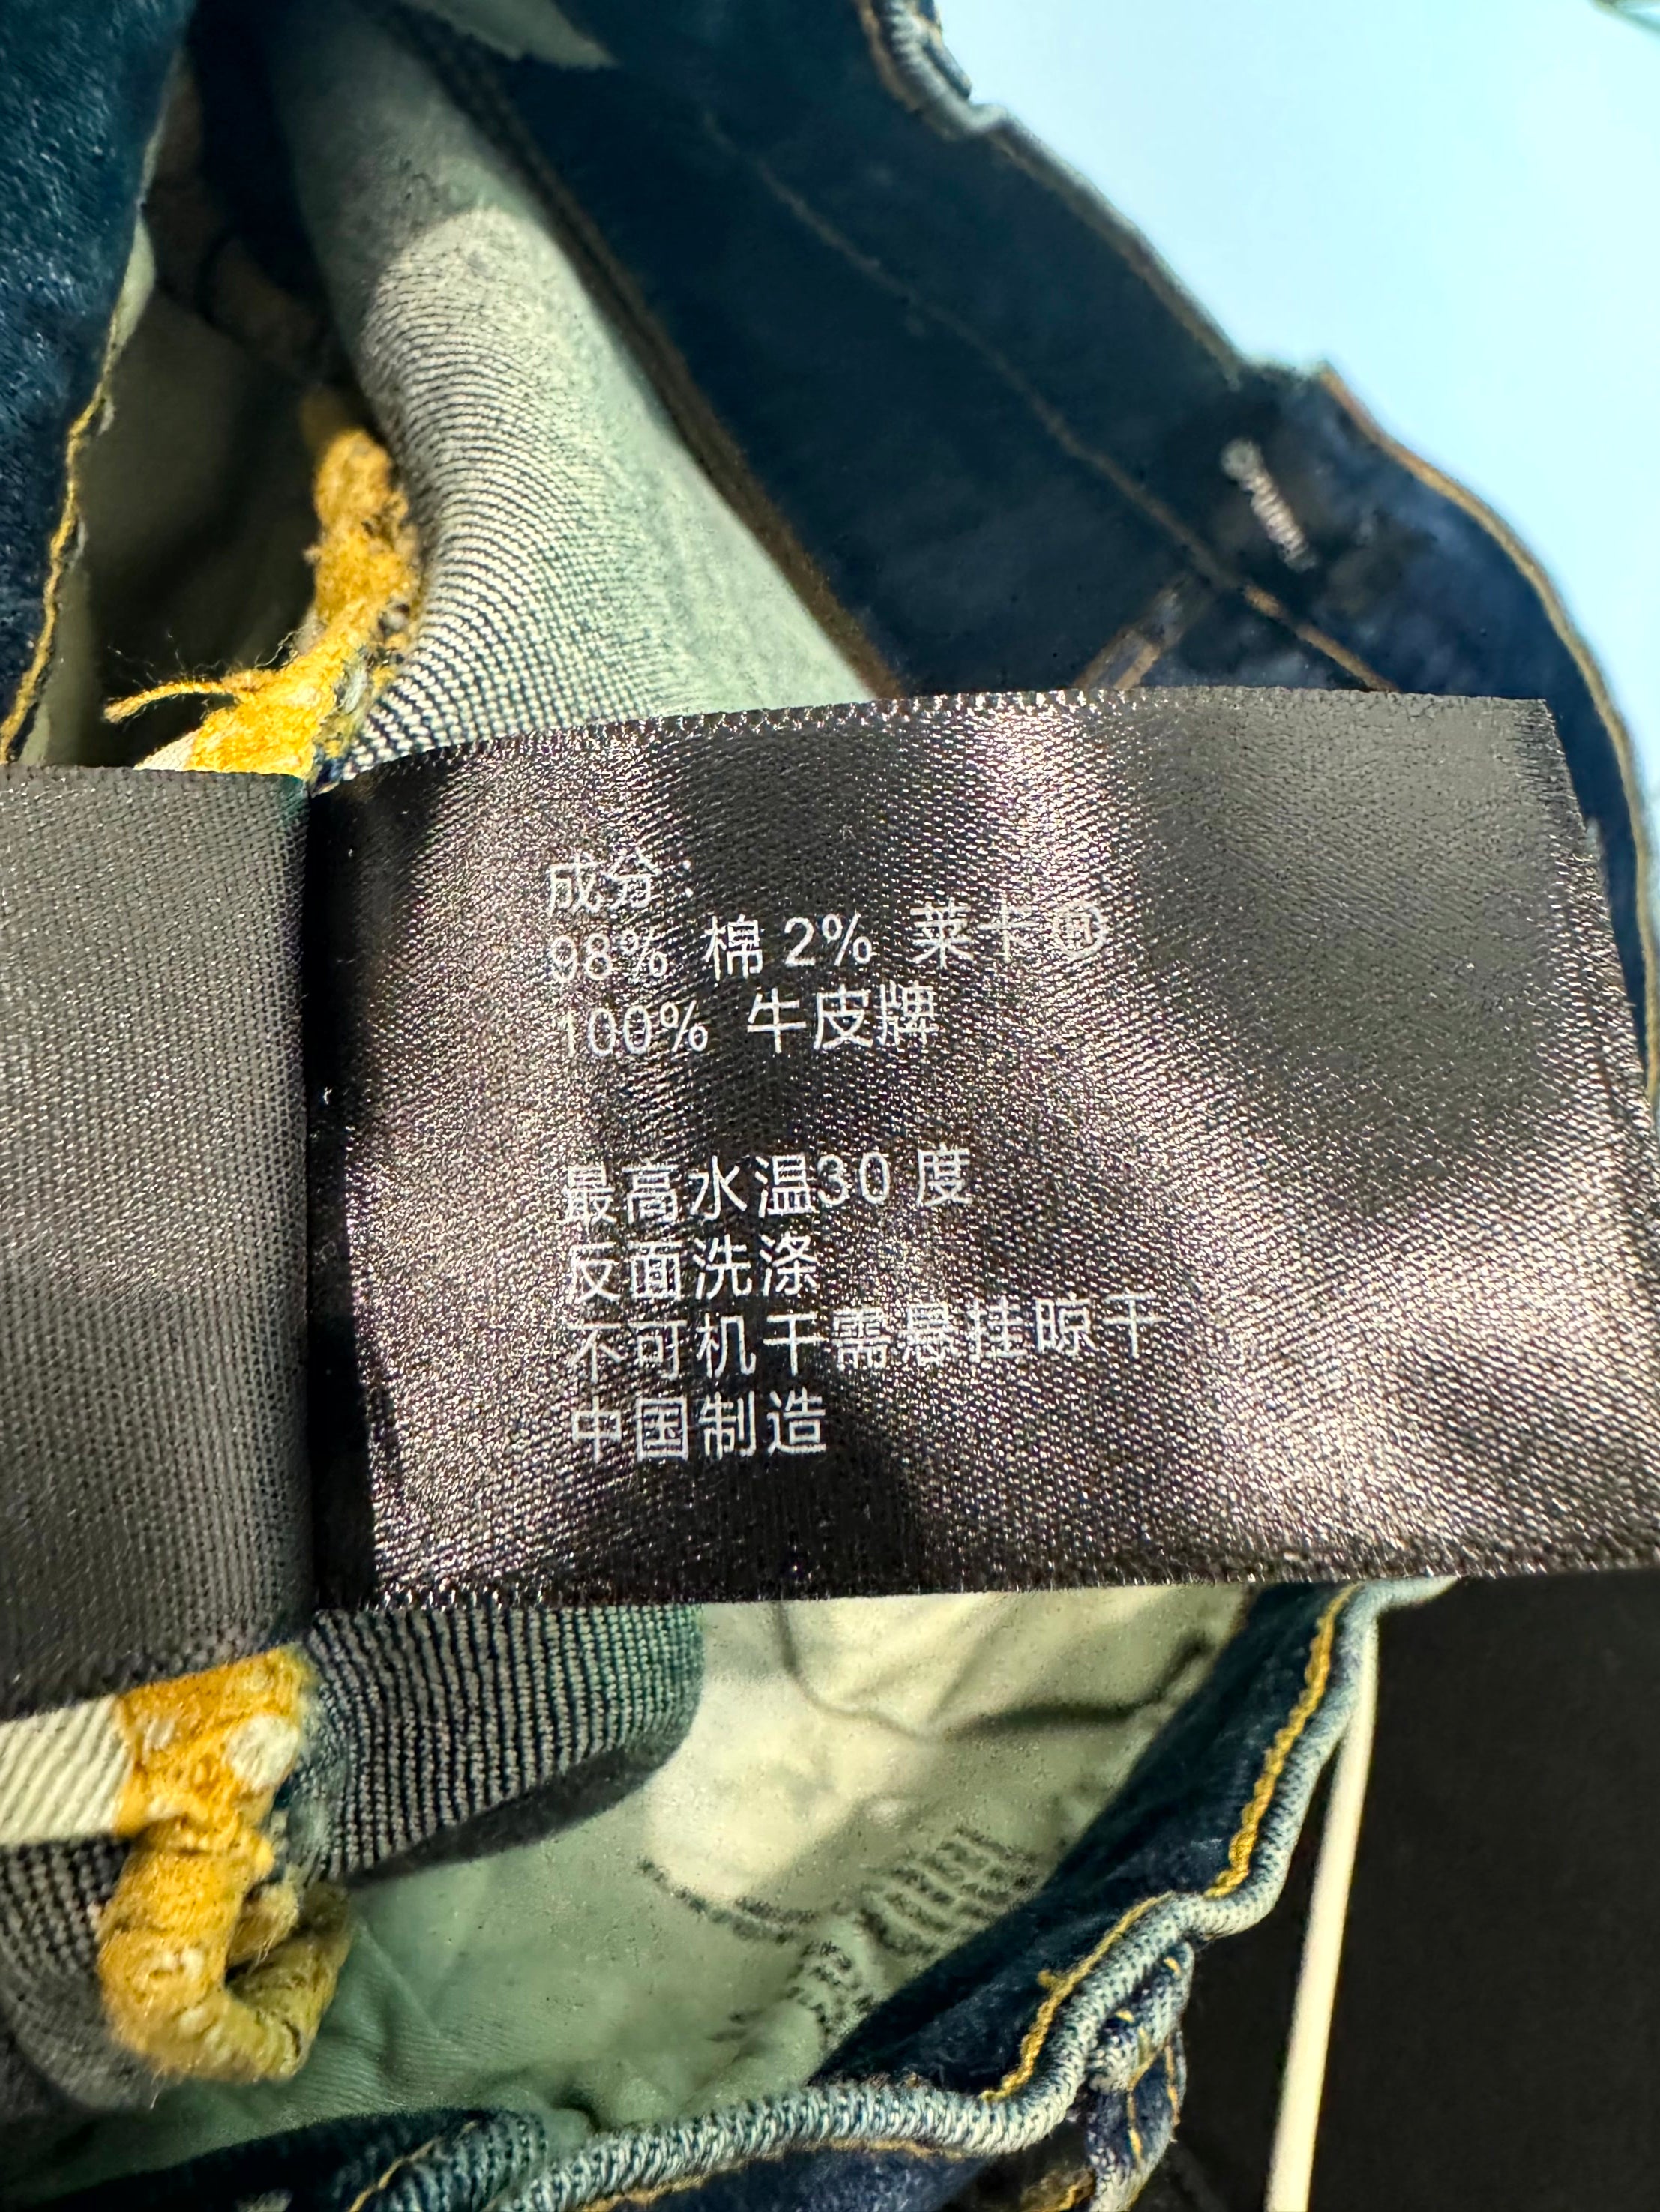 成分:
98% 棉 2% 莱卡®
100% 牛皮牌
最高水温30 度
反面洗涤
不可机干需悬挂晾干
中国制造